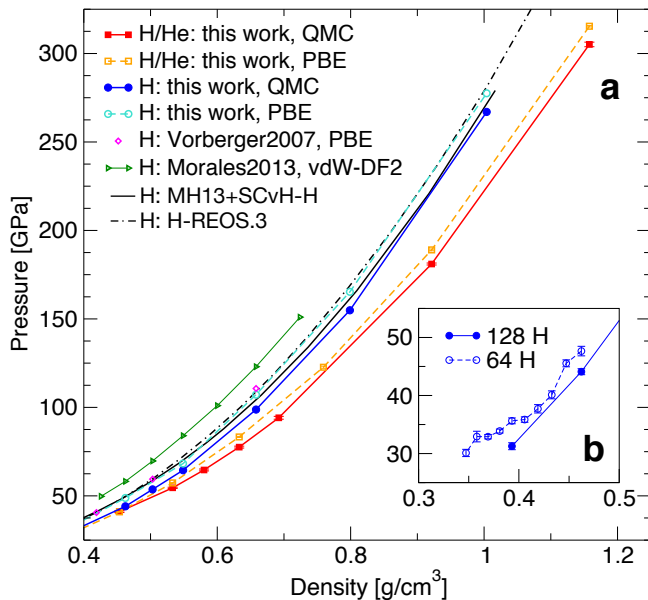 300
250
200
150
100
50
0.4
0.6
0.8
1
1.2
Pressure [GPa]
Density [g/cm³]
a
H/He: this work, QMC
H/He: this work, PBE
H: this work, QMC
H: this work, PBE
H: Vorberger2007, PBE
H: Morales2013, vdW-DF2
H: MH13+SCvH-H
H: H-REOS.3
50
40
30
0.3
0.4
0.5
128 H
64 H
b